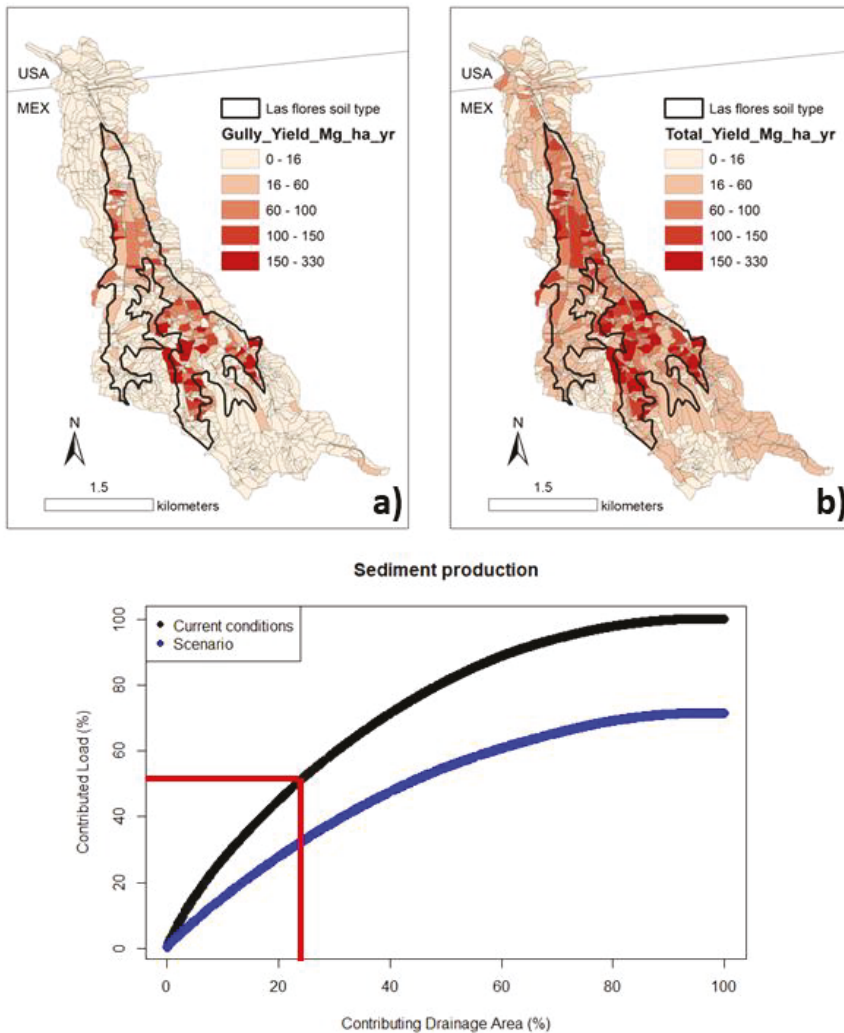 USA
MEX
Las flores soil type
Gully_Yield_Mg_ha_yr
0 - 16
16 - 60
60 - 100
100 - 150
150 - 330
N
1.5
kilometers
a)
USA
MEX
Las flores soil type
Total_Yield_Mg_ha_yr
0 - 16
16 - 60
60 - 100
100 - 150
150 - 330
N
1.5
kilometers
b)
Sediment production
Current conditions
Scenario
Contributed Load (%)
100
80
60
40
20
0
0 20 40 60 80 100
Contributing Drainage Area (%)